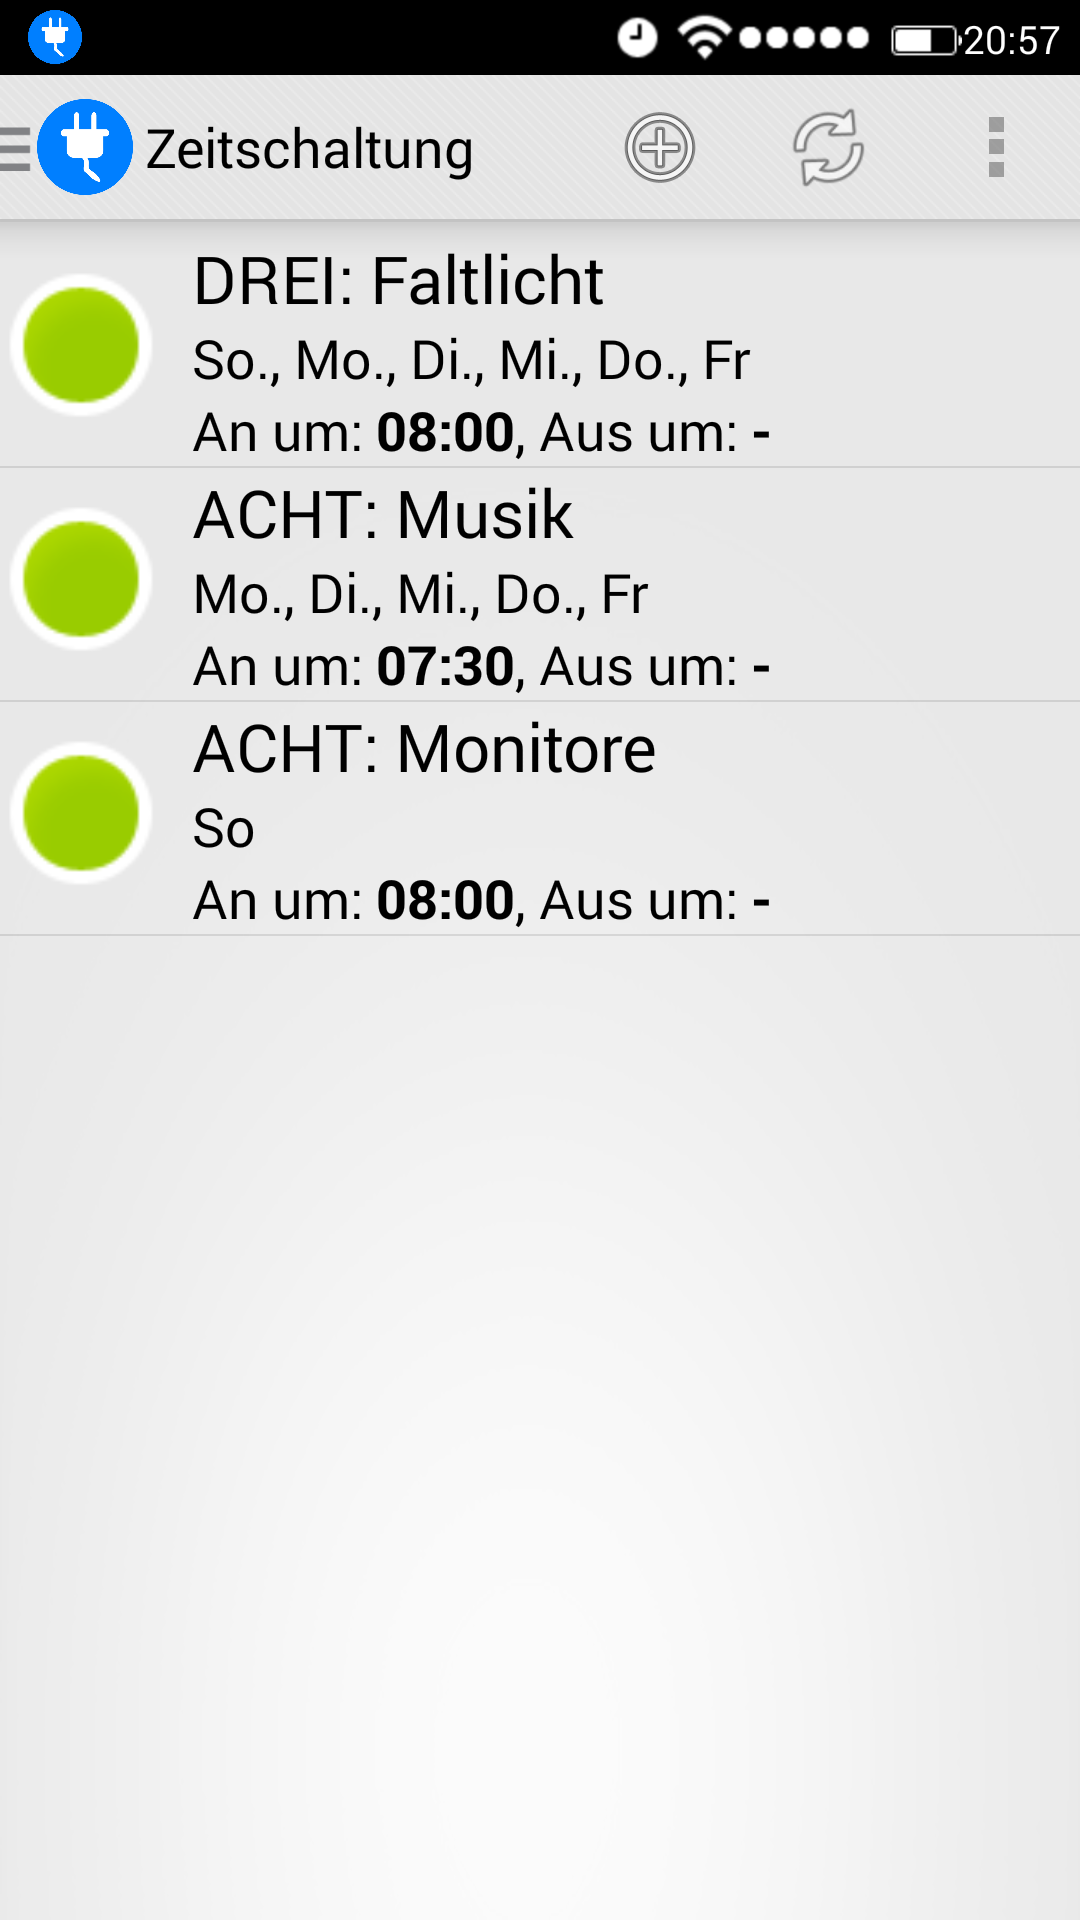 20:57
Zeitschaltung
DREI: Faltlicht
So., Mo., Di., Mi., Do., Fr
An um: 08:00, Aus um: -
ACHT: Musik
Mo., Di., Mi., Do., Fr
An um: 07:30, Aus um: -
ACHT: Monitore
So
An um: 08:00, Aus um: -